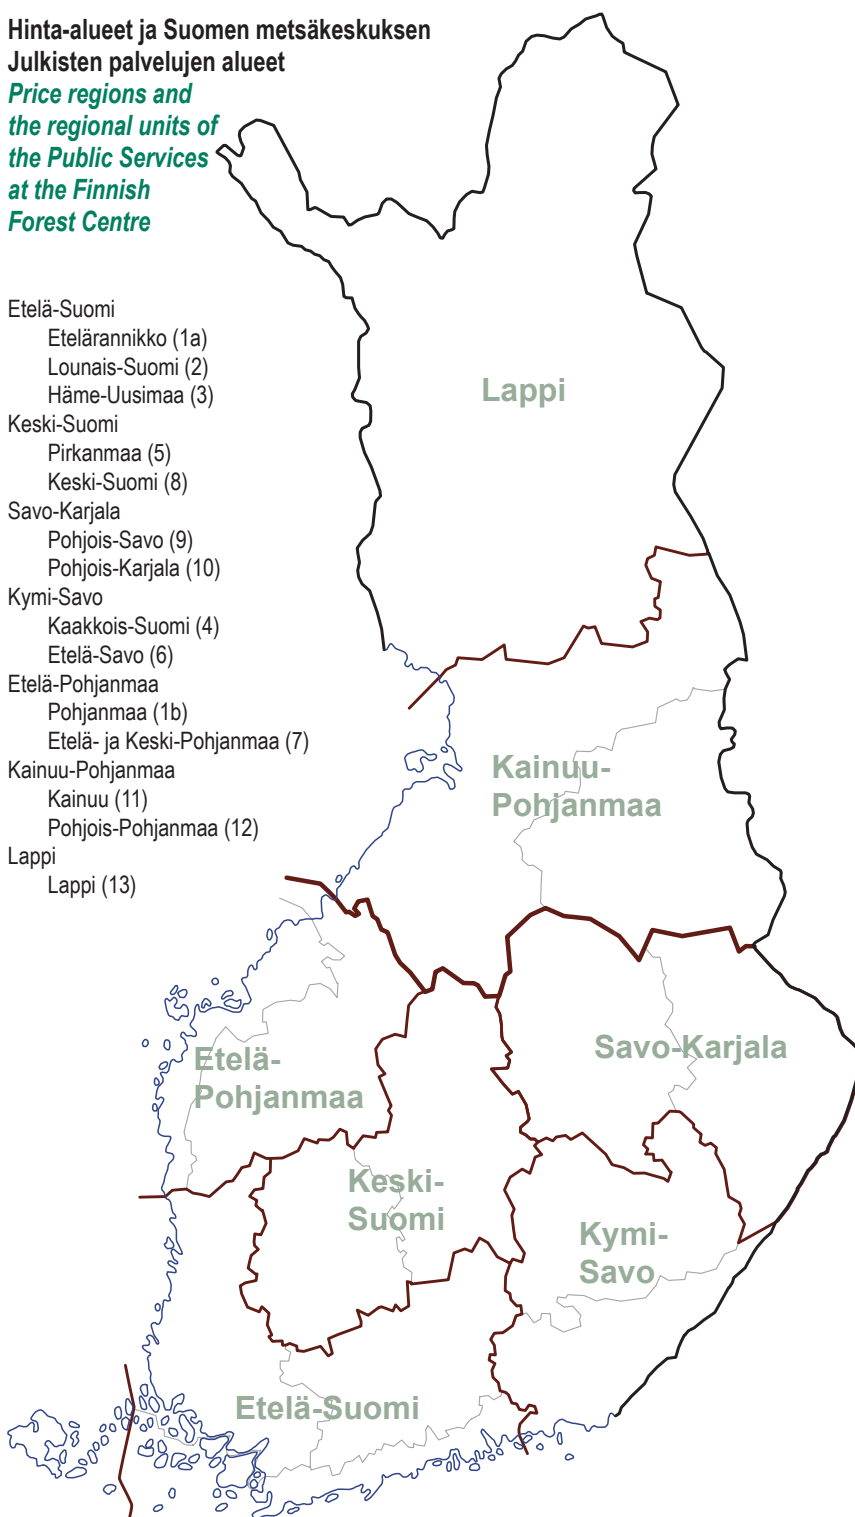 Hinta-alueet ja Suomen metsäkeskuksen
Julkisten palvelujen alueet
Price regions and
the regional units of
the Public Services
at the Finnish
Forest Centre
Etelä-Suomi
Etelärannikko (1a)
Lounais-Suomi (2)
Häme-Uusimaa (3)
Keski-Suomi
Pirkanmaa (5)
Keski-Suomi (8)
Savo-Karjala
Pohjois-Savo (9)
Pohjois-Karjala (10)
Kymi-Savo
Kaakkois-Suomi (4)
Etelä-Savo (6)
Etelä-Pohjanmaa
Pohjanmaa (1b)
Etelä- ja Keski-Pohjanmaa (7)
Kainuu-Pohjanmaa
Kainuu (11)
Pohjois-Pohjanmaa (12)
Lappi
Lappi (13)
Lappi
Kainuu-
Pohjanmaa
Savo-Karjala
Etelä-
Pohjanmaa
Keski-
Suomi
Kymi-
Savo
Etelä-Suomi